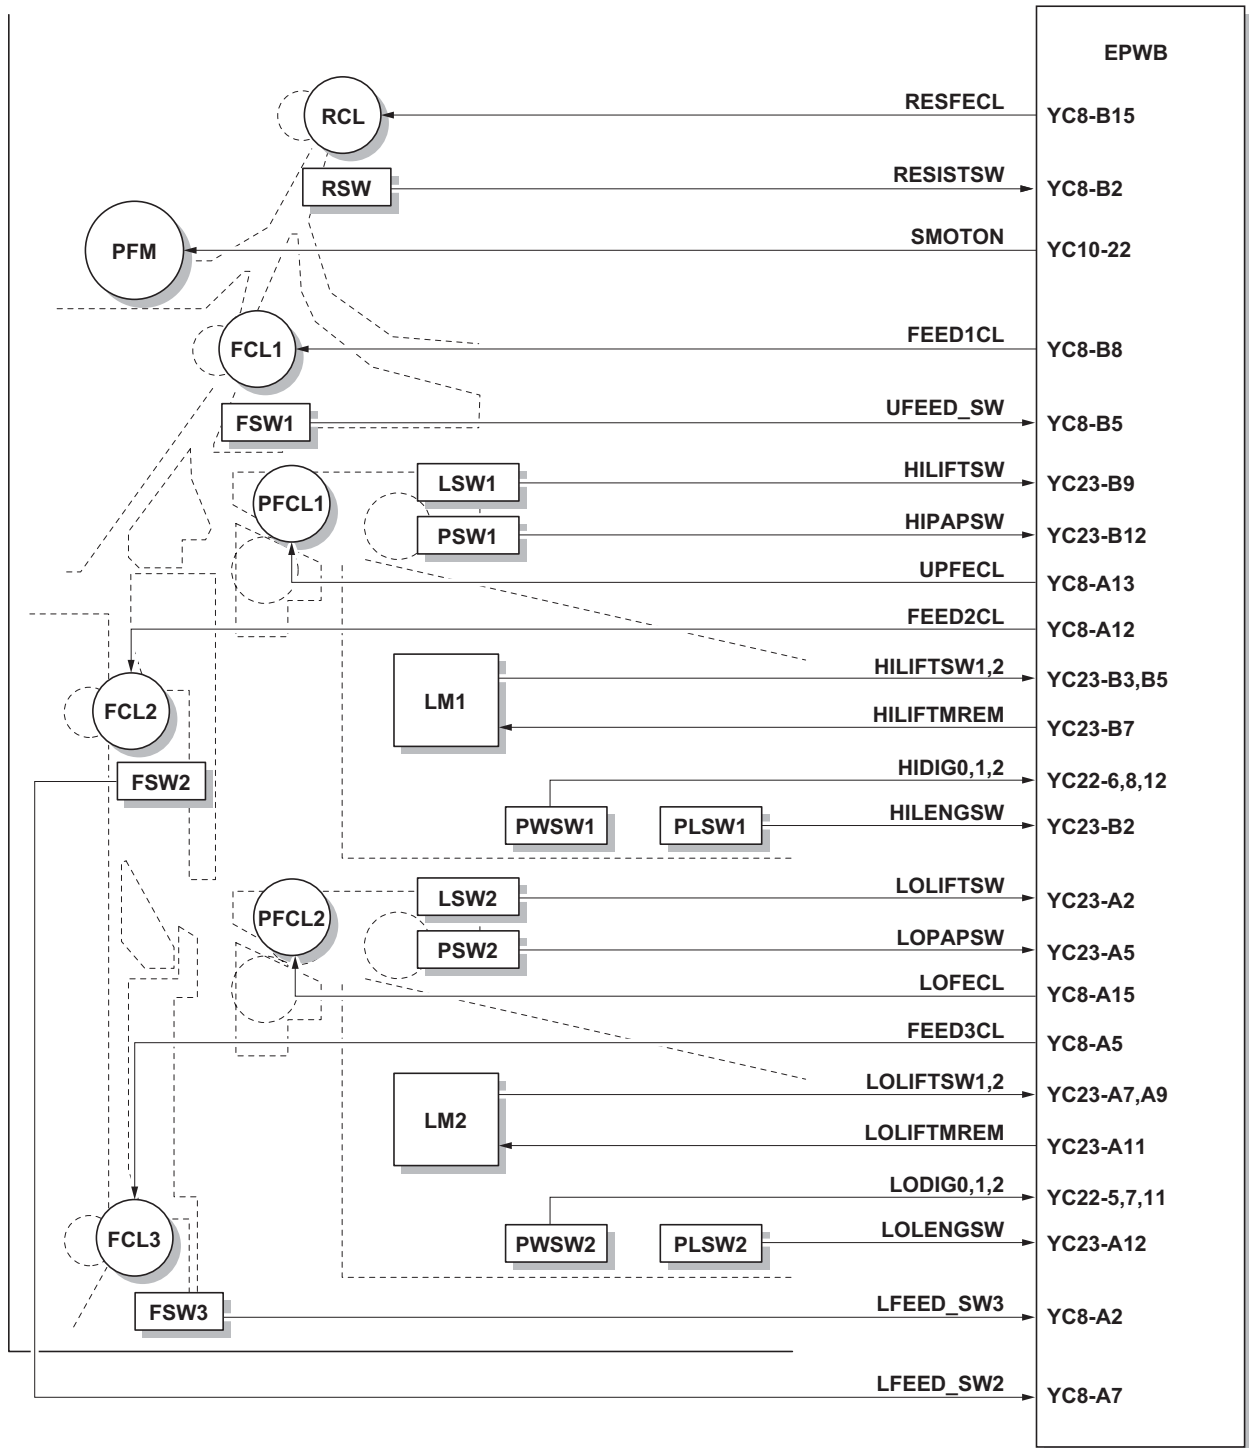 EPWB
RCL RESFECL YC8-B15
RSW RESISTSW YC8-B2
PFM SMOTON YC10-22
FCL1 FEED1CL YC8-B8
FSW1 UFEED_SW YC8-B5
LSW1 HILIFTSW YC23-B9
PFCL1
PSW1 HIPAPSW YC23-B12
UPFECL YC8-A13
FEED2CL YC8-A12
HILIFTSW1,2 YC23-B3,B5
LM1
FCL2 HILIFTMREM YC23-B7
FSW2 HIDIG0,1,2 YC22-6,8,12
PWSW1 PLSW1 HILENGSW YC23-B2
LSW2 LOLIFTSW YC23-A2
PFCL2
PSW2 LOPAPSW YC23-A5
LOFECL YC8-A15
FEED3CL YC8-A5
LOLIFTSW1,2 YC23-A7,A9
LM2
LOLIFTMREM YC23-A11
LODIG0,1,2 YC22-5,7,11
FCL3 PWSW2 PLSW2 LOLENGSW YC23-A12
FSW3 LFEED_SW3 YC8-A2
LFEED_SW2 YC8-A7